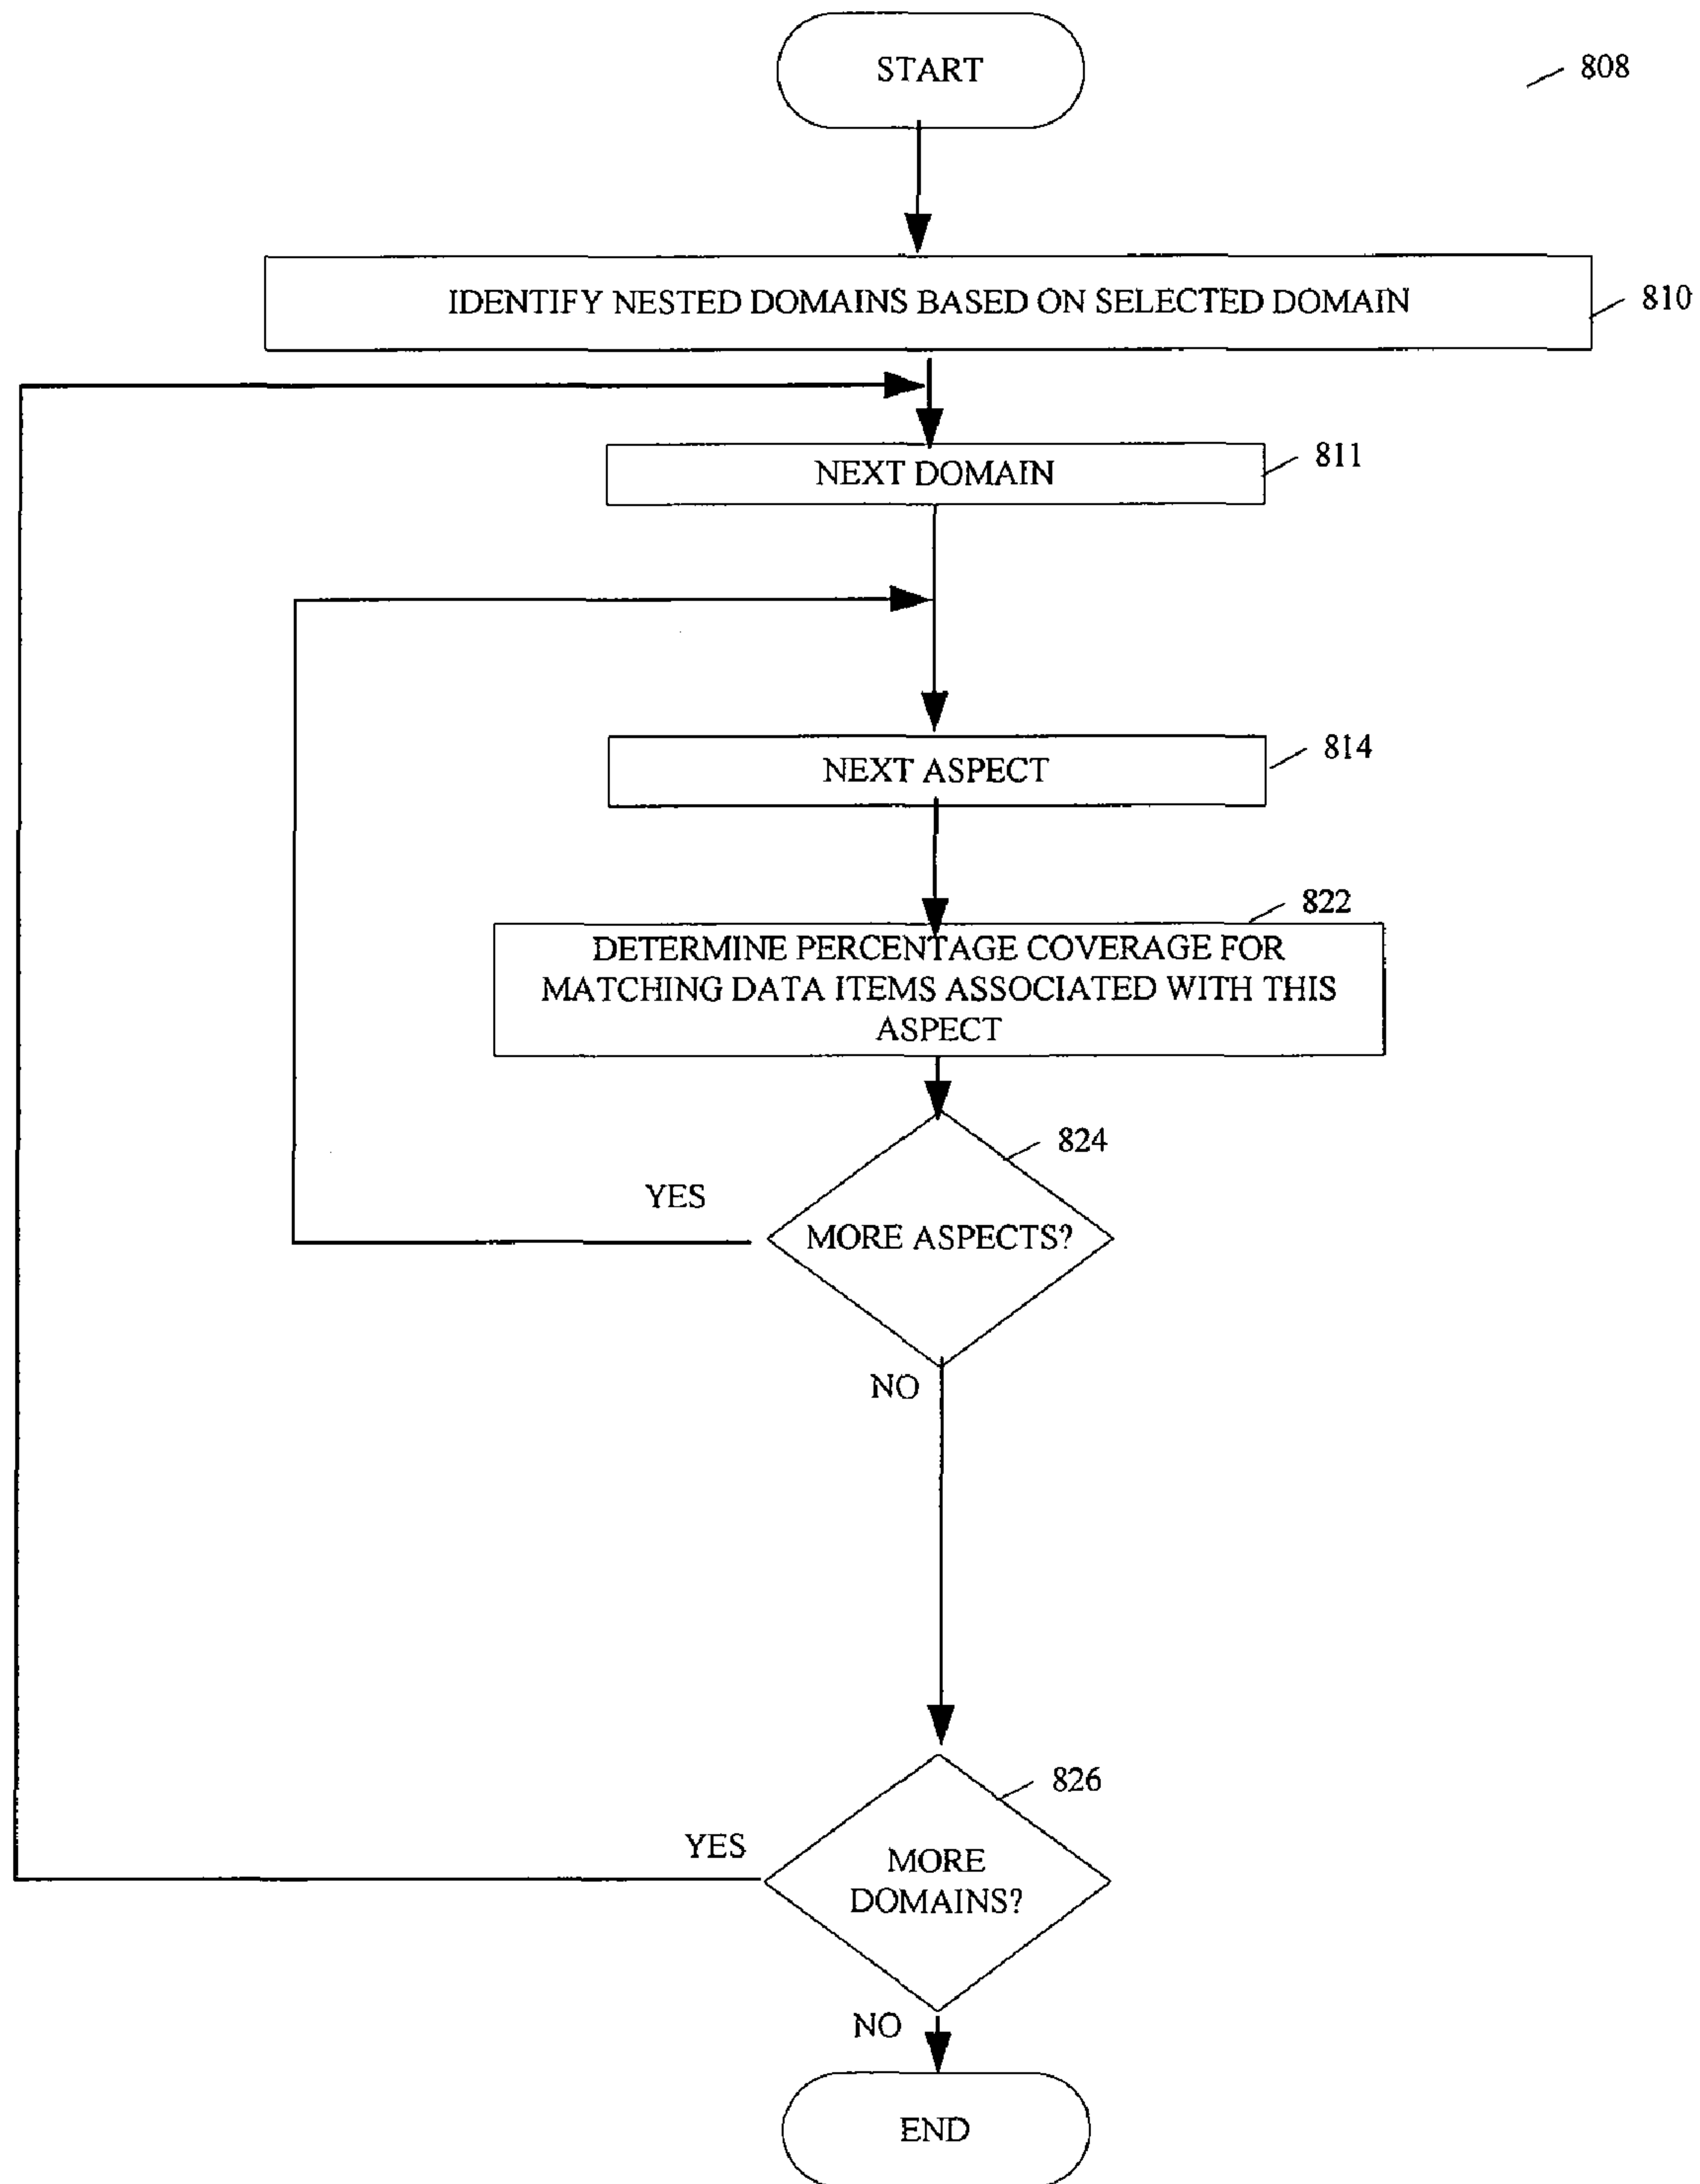 START
808
IDENTIFY NESTED DOMAINS BASED ON SELECTED DOMAIN
810
NEXT DOMAIN
811
NEXT ASPECT
814
822
DETERMINE PERCENTAGE COVERAGE FOR
MATCHING DATA ITEMS ASSOCIATED WITH THIS
ASPECT
824
YES
MORE ASPECTS?
NO
826
YES
MORE
DOMAINS?
NO
END